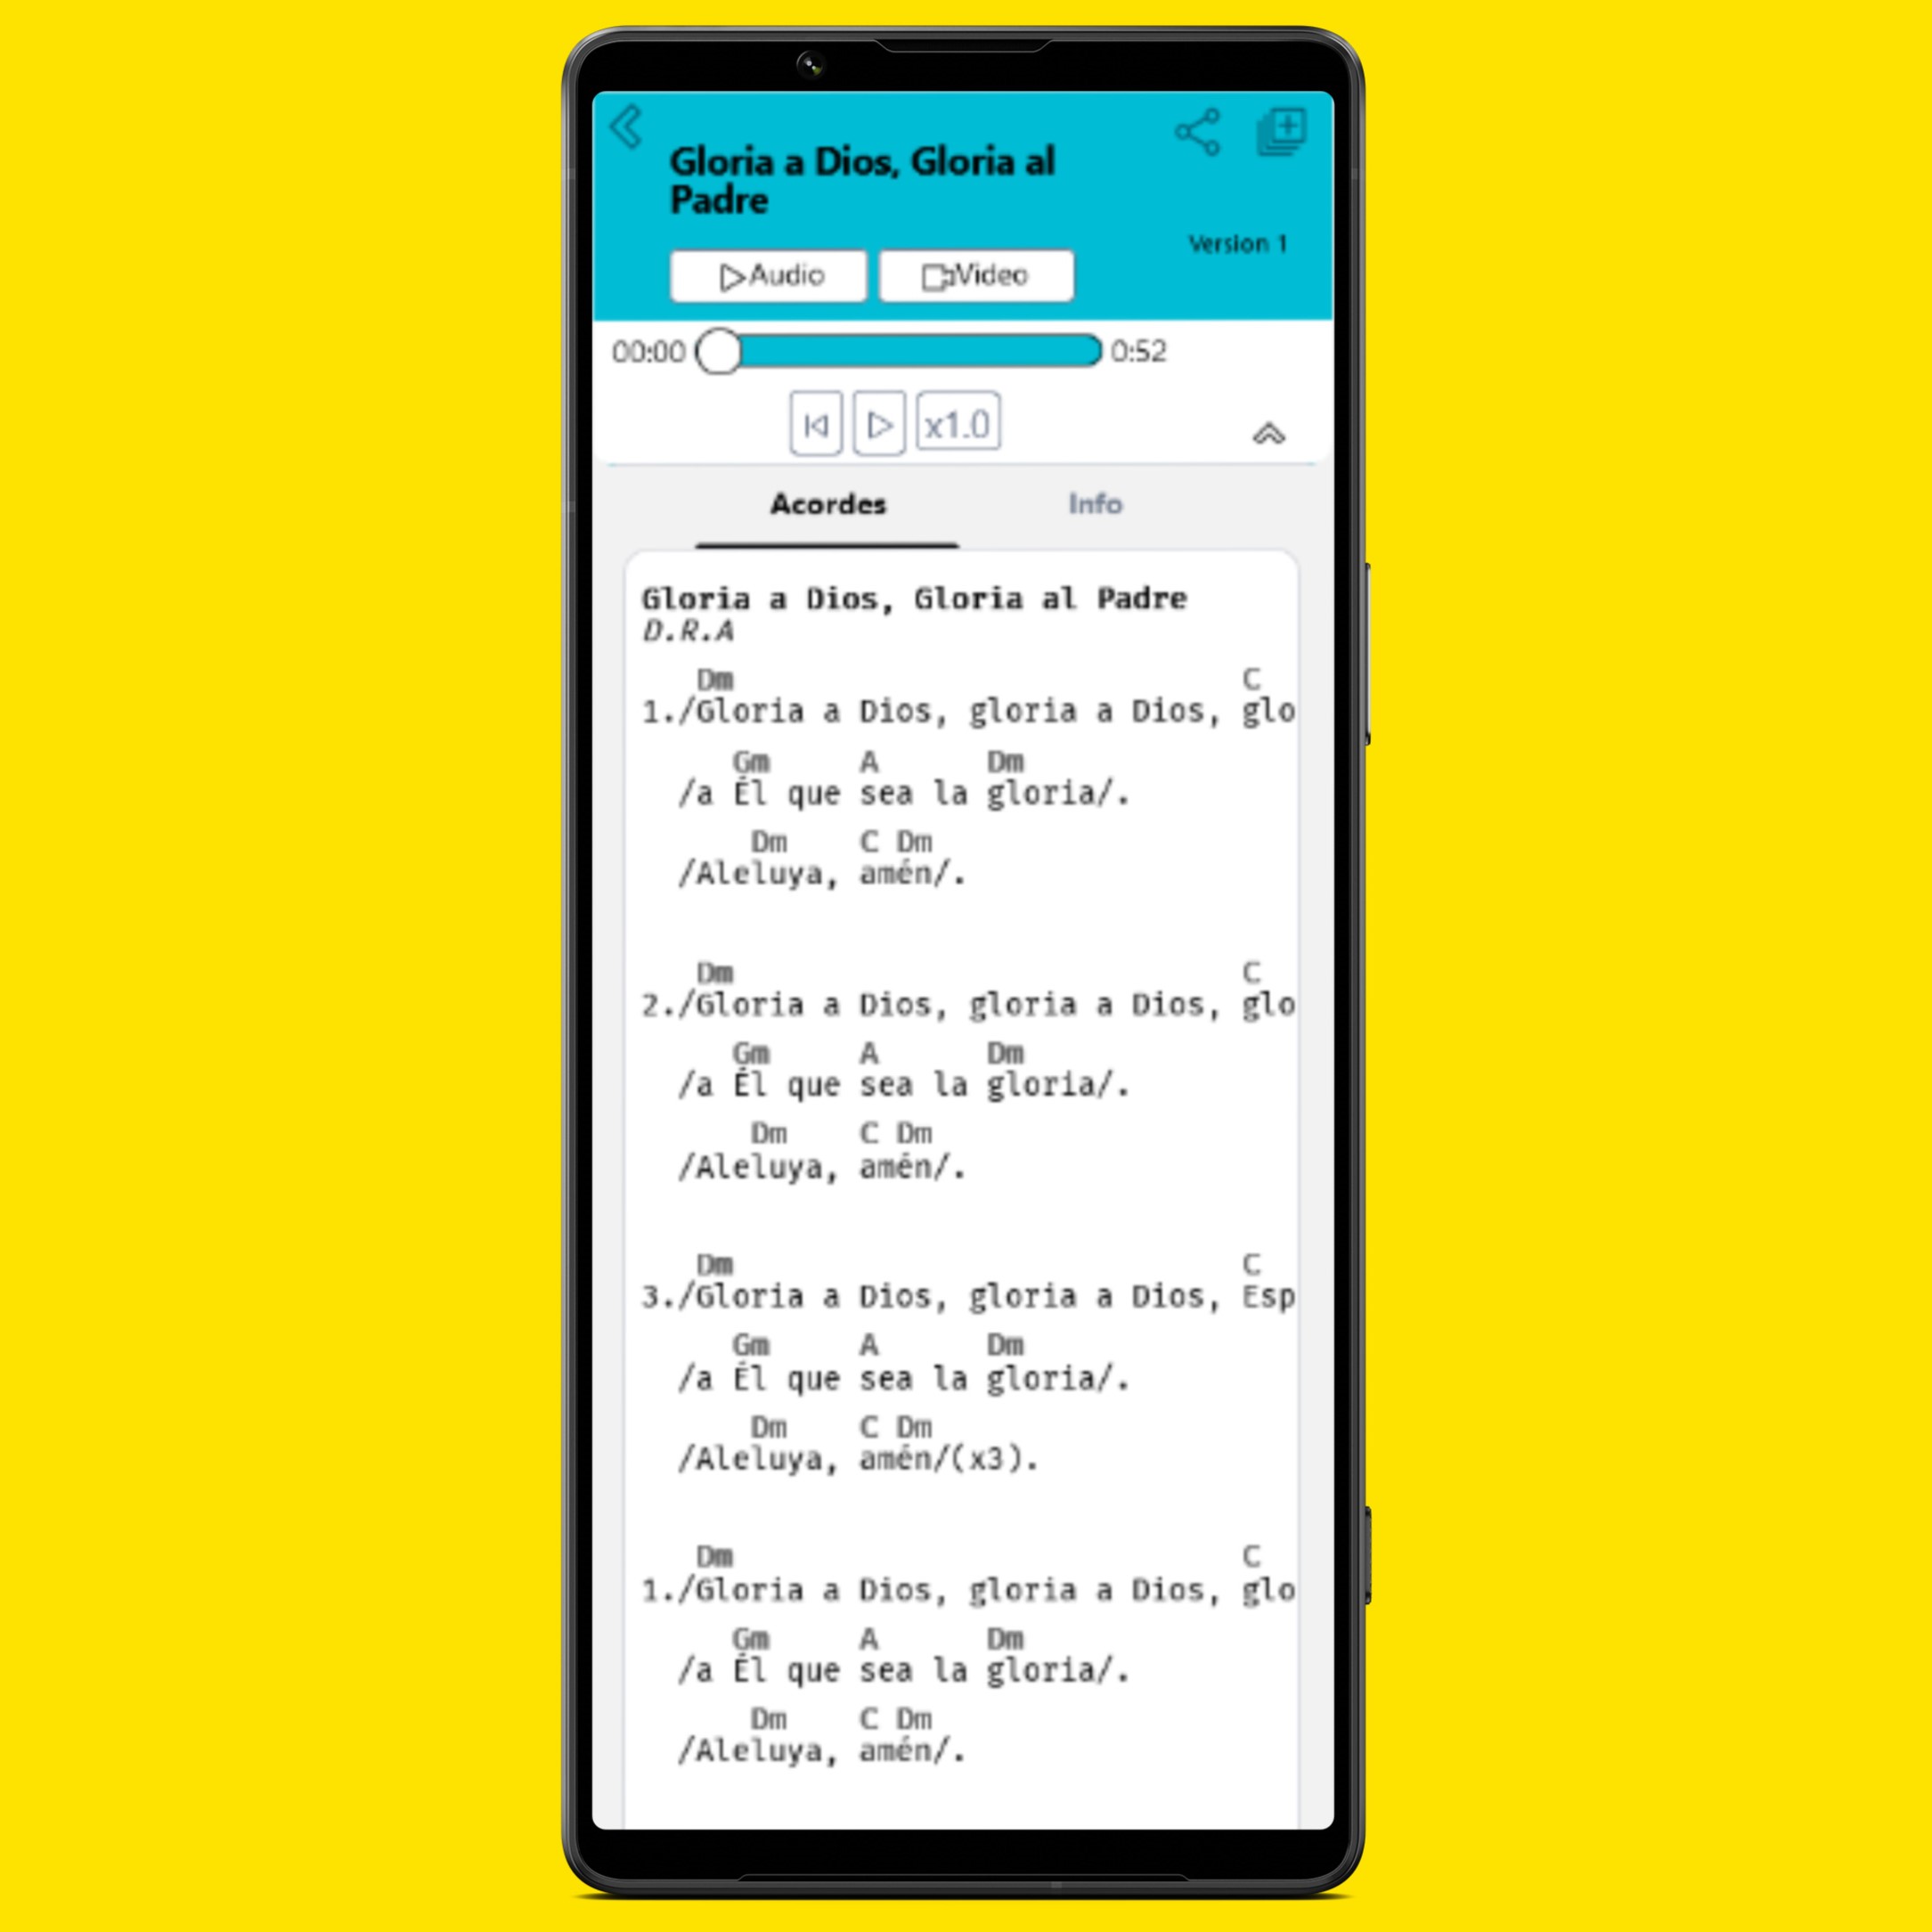 Gloria a Dios, Gloria al
Padre
Version 1
Audio
Video
00:00
0:52
x1.0
Acordes
Info
Gloria a Dios, Gloria al Padre
D.R.A
Dm C
1./Gloria a Dios, gloria a Dios, glo
Gm A Dm
/a Él que sea la gloria/.
Dm C Dm
/Aleluya, amén/.
Dm C
2./Gloria a Dios, gloria a Dios, glo
Gm A Dm
/a Él que sea la gloria/.
Dm C Dm
/Aleluya, amén/.
Dm C
3./Gloria a Dios, gloria a Dios, Esp
Gm A Dm
/a Él que sea la gloria/.
Dm C Dm
/Aleluya, amén/(x3).
Dm C
1./Gloria a Dios, gloria a Dios, glo
Gm A Dm
/a Él que sea la gloria/.
Dm C Dm
/Aleluya, amén/.